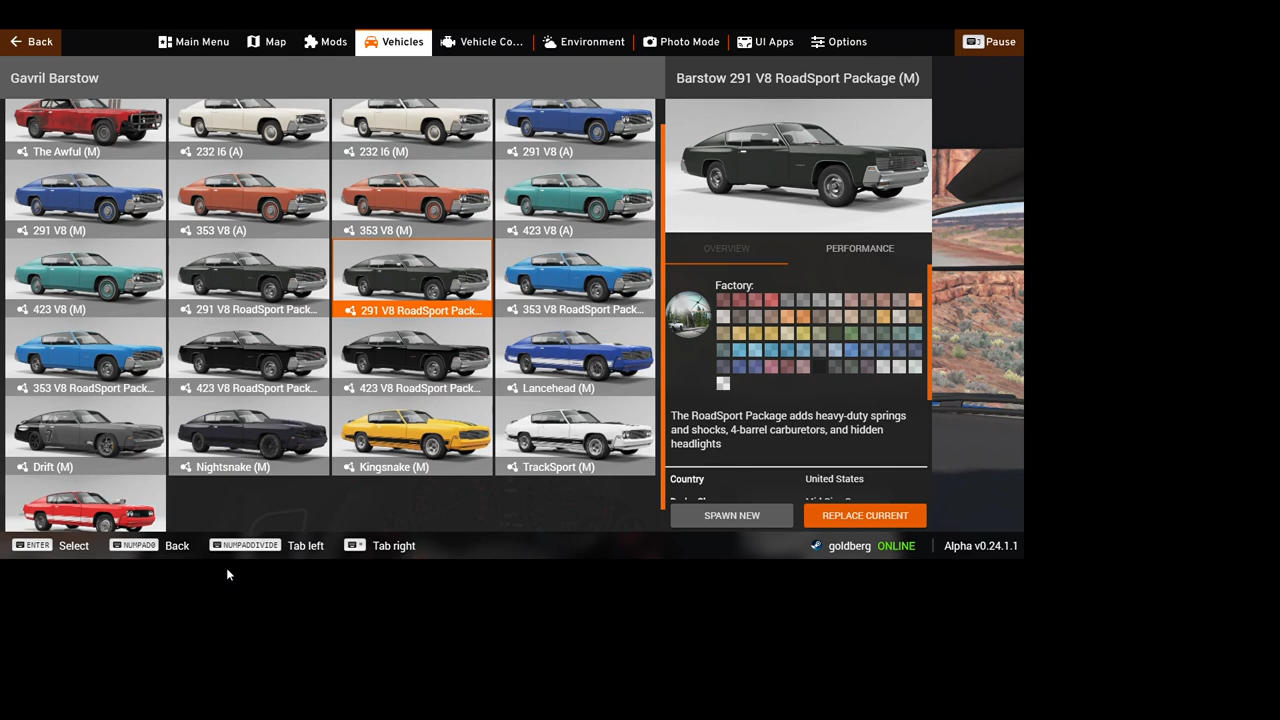 Back
Main Menu
Map
Mods
Vehicles
Vehicle Co...
Environment
Photo Mode
UI Apps
Options
Pause
Gavril Barstow
Barstow 291 V8 RoadSport Package (M)
The Awful (M)
232 I6 (A)
232 I6 (M)
291 V8 (A)
291 V8 (M)
353 V8 (A)
353 V8 (M)
423 V8 (A)
423 V8 (M)
291 V8 RoadSport Pack...
291 V8 RoadSport Pack...
353 V8 RoadSport Pack...
353 V8 RoadSport Pack...
423 V8 RoadSport Pack...
423 V8 RoadSport Pack...
Lancehead (M)
Drift (M)
Nightsnake (M)
Kingsnake (M)
TrackSport (M)
OVERVIEW
PERFORMANCE
Factory:
The RoadSport Package adds heavy-duty springs
and shocks, 4-barrel carburetors, and hidden
headlights
Country United States
SPAWN NEW
REPLACE CURRENT
ENTER Select
NUMPAD0 Back
NUMPADDIVIDE Tab left
* Tab right
goldberg ONLINE
Alpha v0.24.1.1